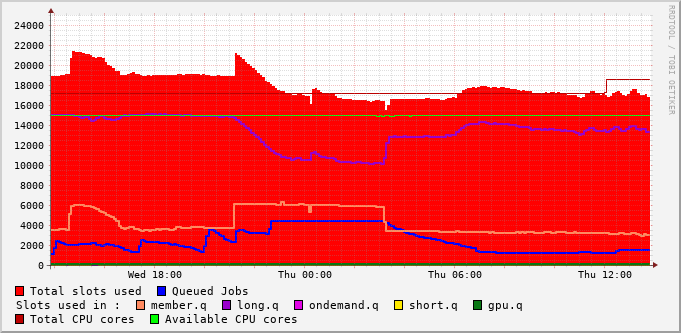 RRDTOOL / TOBI OETIKER
24000
22000
20000
18000
16000
14000
12000
10000
8000
6000
4000
2000
0
Wed 18:00 Thu 00:00 Thu 06:00 Thu 12:00
Total slots used Queued Jobs
Slots used in : member.q long.q ondemand.q short.q gpu.q
Total CPU cores Available CPU cores